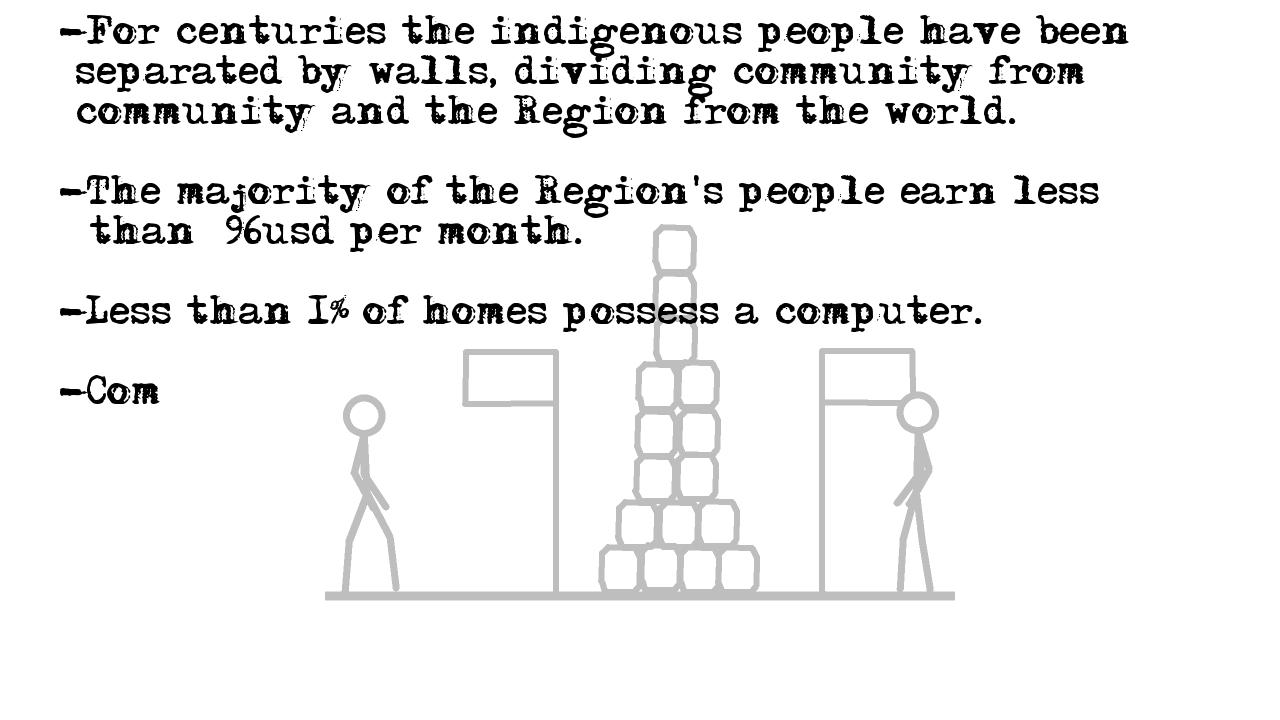 -For centuries the indigenous people have been
separated by walls, dividing community from
community and the Region from the world.
-The majority of the Region's people earn less
than 96usd per month.
-Less than 1% of homes possess a computer.
-Com